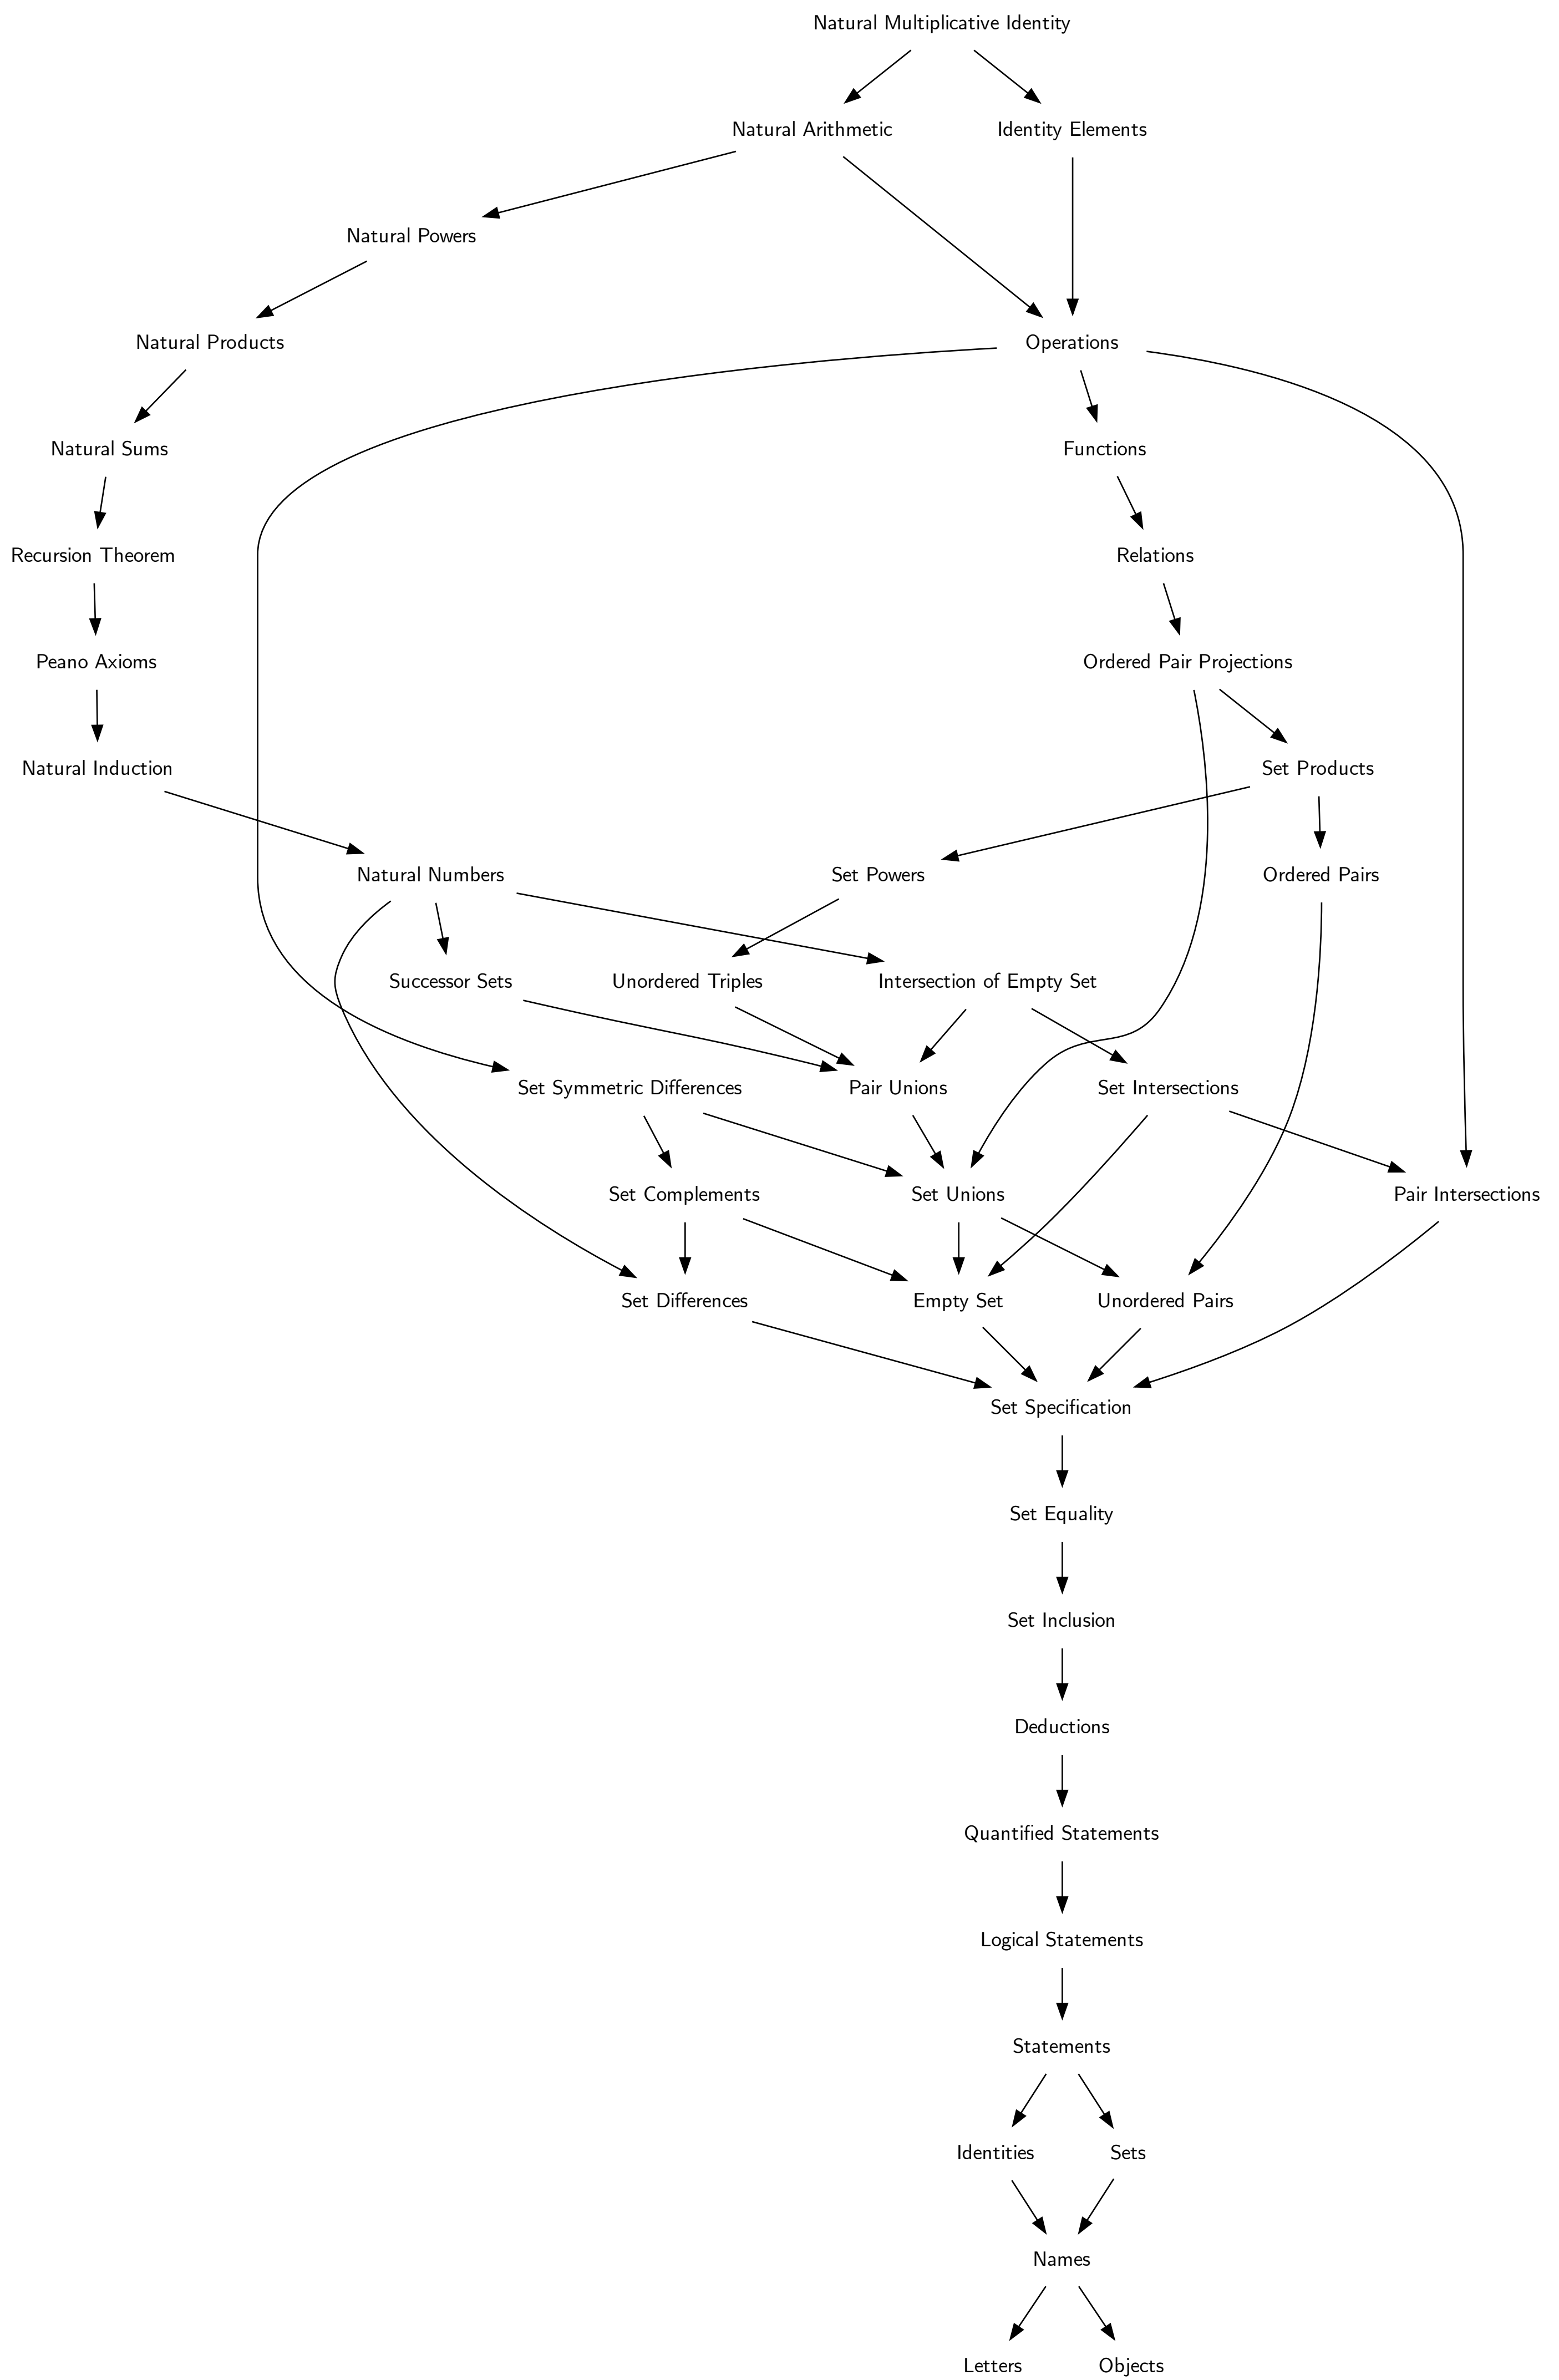 Natural Multiplicative Identity
Natural Arithmetic
Identity Elements
Natural Powers
Natural Products
Operations
Natural Sums
Functions
Recursion Theorem
Relations
Peano Axioms
Ordered Pair Projections
Natural Induction
Set Products
Natural Numbers
Set Powers
Ordered Pairs
Successor Sets
Unordered Triples
Intersection of Empty Set
Set Symmetric Differences
Pair Unions
Set Intersections
Set Complements
Set Unions
Pair Intersections
Set Differences
Empty Set
Unordered Pairs
Set Specification
Set Equality
Set Inclusion
Deductions
Quantified Statements
Logical Statements
Statements
Identities
Sets
Names
Letters
Objects